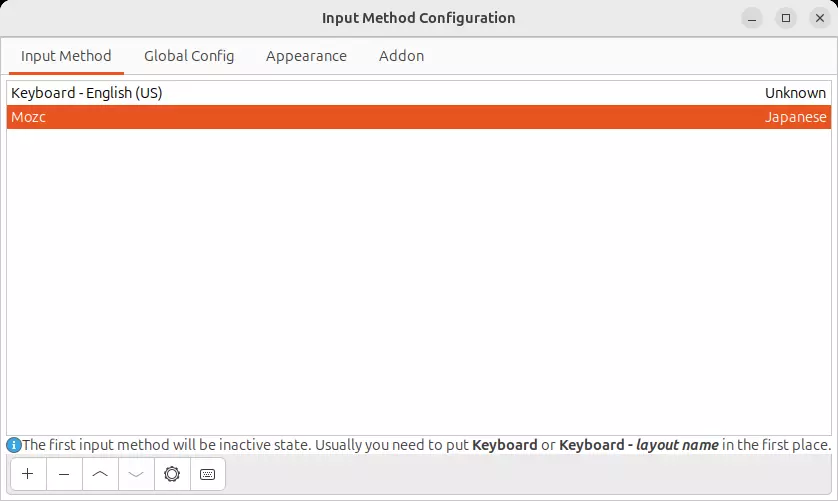 Input Method Configuration
Input Method Global Config Appearance Addon
Keyboard - English (US) Unknown
Mozc Japanese
The first input method will be inactive state. Usually you need to put Keyboard or Keyboard - layout name in the first place.